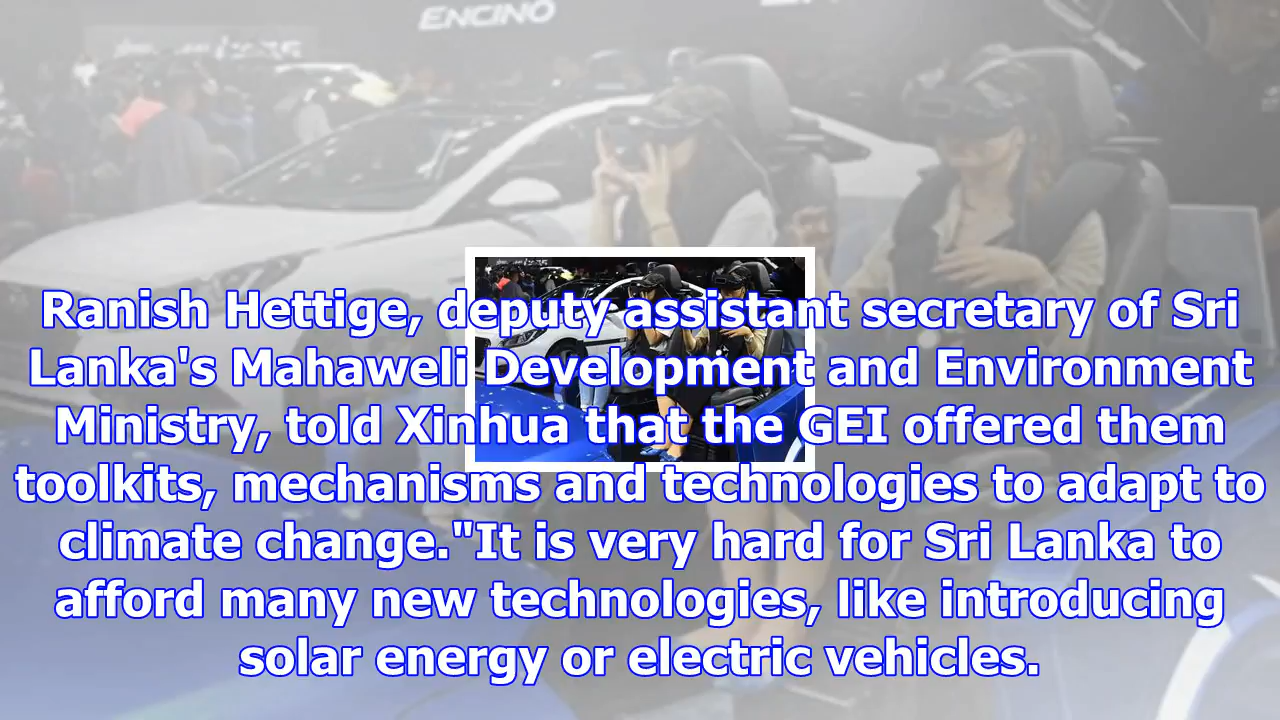 ENCINO
Ranish Hettige, deputy assistant secretary of Sri
Lanka's Mahaweli Development and Environment
Ministry, told Xinhua that the GEI offered them
toolkits, mechanisms and technologies to adapt to
climate change."It is very hard for Sri Lanka to
afford many new technologies, like introducing
solar energy or electric vehicles.